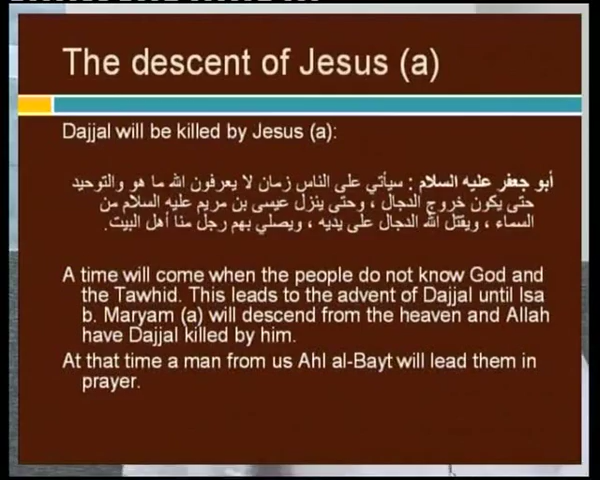 The descent of Jesus (a)
Dajjal will be killed by Jesus (a):
أبو جعفر عليه السلام : سيأتي على الناس زمان لا يعرفون الله ما هو والتوحيد
حتى يكون خروج الدجال ، وحتى ينزل عيسى بن مريم عليه السلام من
السماء ، ويقتل الله الدجال على يديه ، ويصلي بهم رجل منا أهل البيت.
A time will come when the people do not know God and
the Tawhid. This leads to the advent of Dajjal until Isa
b. Maryam (a) will descend from the heaven and Allah
have Dajjal killed by him.
At that time a man from us Ahl al-Bayt will lead them in
prayer.